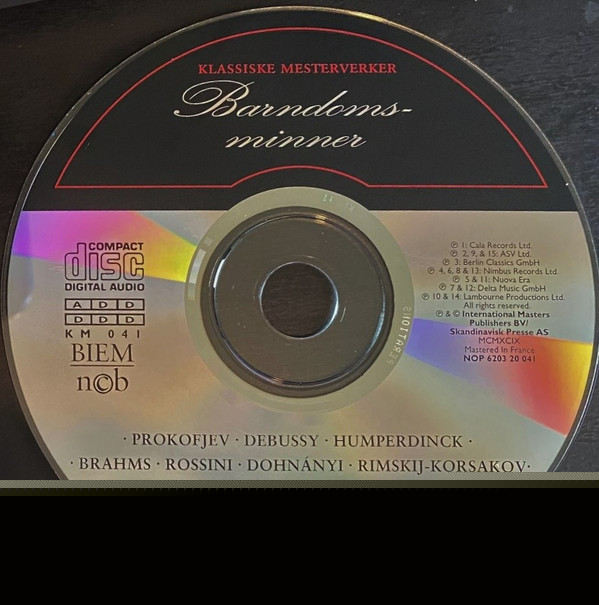 KLASSISKE MESTERVERKER
Barndoms-
minner
COMPACT
disc
DIGITAL AUDIO
A D D
D D D
KM 041
BIEM
n©b
℗ 1: Cala Records Ltd.
℗ 2, 9, & 15: ASV Ltd.
℗ 3: Berlin Classics GmbH
℗ 4, 6, 8 & 13: Nimbus Records Ltd.
℗ 5 & 11: Nuova Era
℗ 7 & 12: Delta Music GmbH
℗ 10 & 14: Lambourne Productions Ltd.
All rights reserved.
℗ & © International Masters
Publishers BV/
Skandinavisk Presse AS
MCMXCIX
Mastered In France
NOP 6203 20 041
· PROKOFJEV · DEBUSSY · HUMPERDINCK ·
· BRAHMS · ROSSINI · DOHNÁNYI · RIMSKIJ-KORSAKOV·